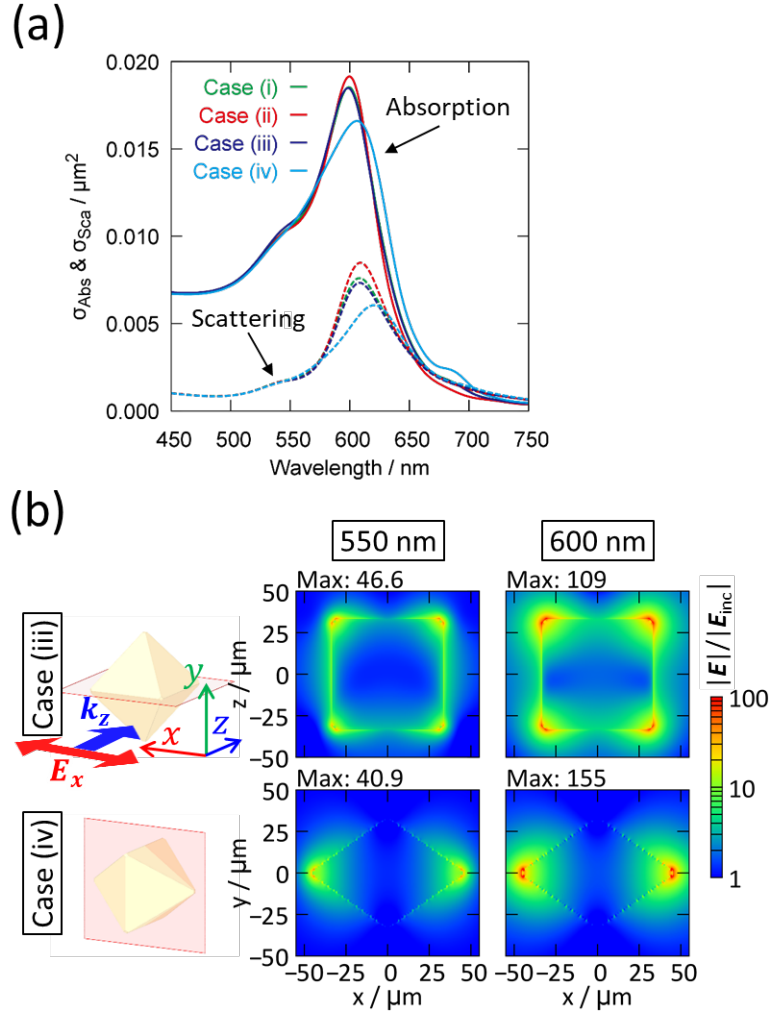 (a)
0.020
0.015
0.010
0.005
0.000
σAbs & σSca / µm²
Case (i)
Case (ii)
Case (iii)
Case (iv)
Absorption
Scattering
450 500 550 600 650 700 750
Wavelength / nm
(b)
550 nm
600 nm
Max: 46.6
Max: 109
|E|/|Einc|
Case (iii)
y
kz
x
z
Ex
z / µm
50
25
0
−25
−50
100
10
1
Max: 40.9
Max: 155
Case (iv)
y / µm
50
25
0
−25
−50
−50 −25 0 25 50
−50 −25 0 25 50
x / µm
x / µm